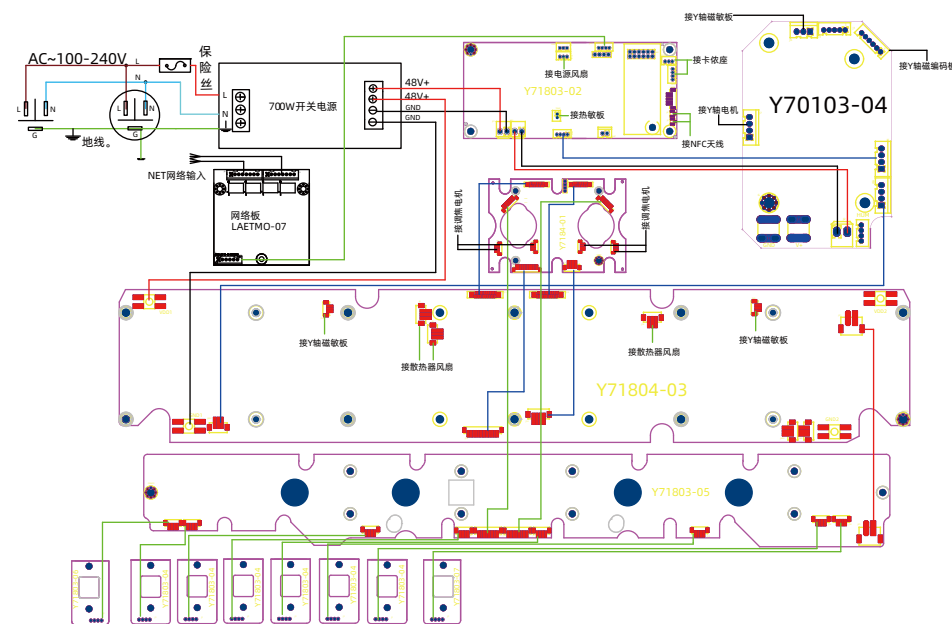 接Y轴磁敏板
AC~100-240V
L
保
险
丝
N
L
N
L
N
G
G
地线。
L
N
700W开关电源
48V+
48V+
GND
GND
接电源风扇
Y71803-02
接热敏板
接卡侬座
接NFC天线
接Y轴磁编码板
Y70103-04
接Y轴电机
NET网络输入
网络板
LAETMO-07
接调焦电机
Y7104-01
接调焦电机
接Y轴磁敏板
接散热器风扇
接散热器风扇
接Y轴磁敏板
Y71804-03
Y71803-05